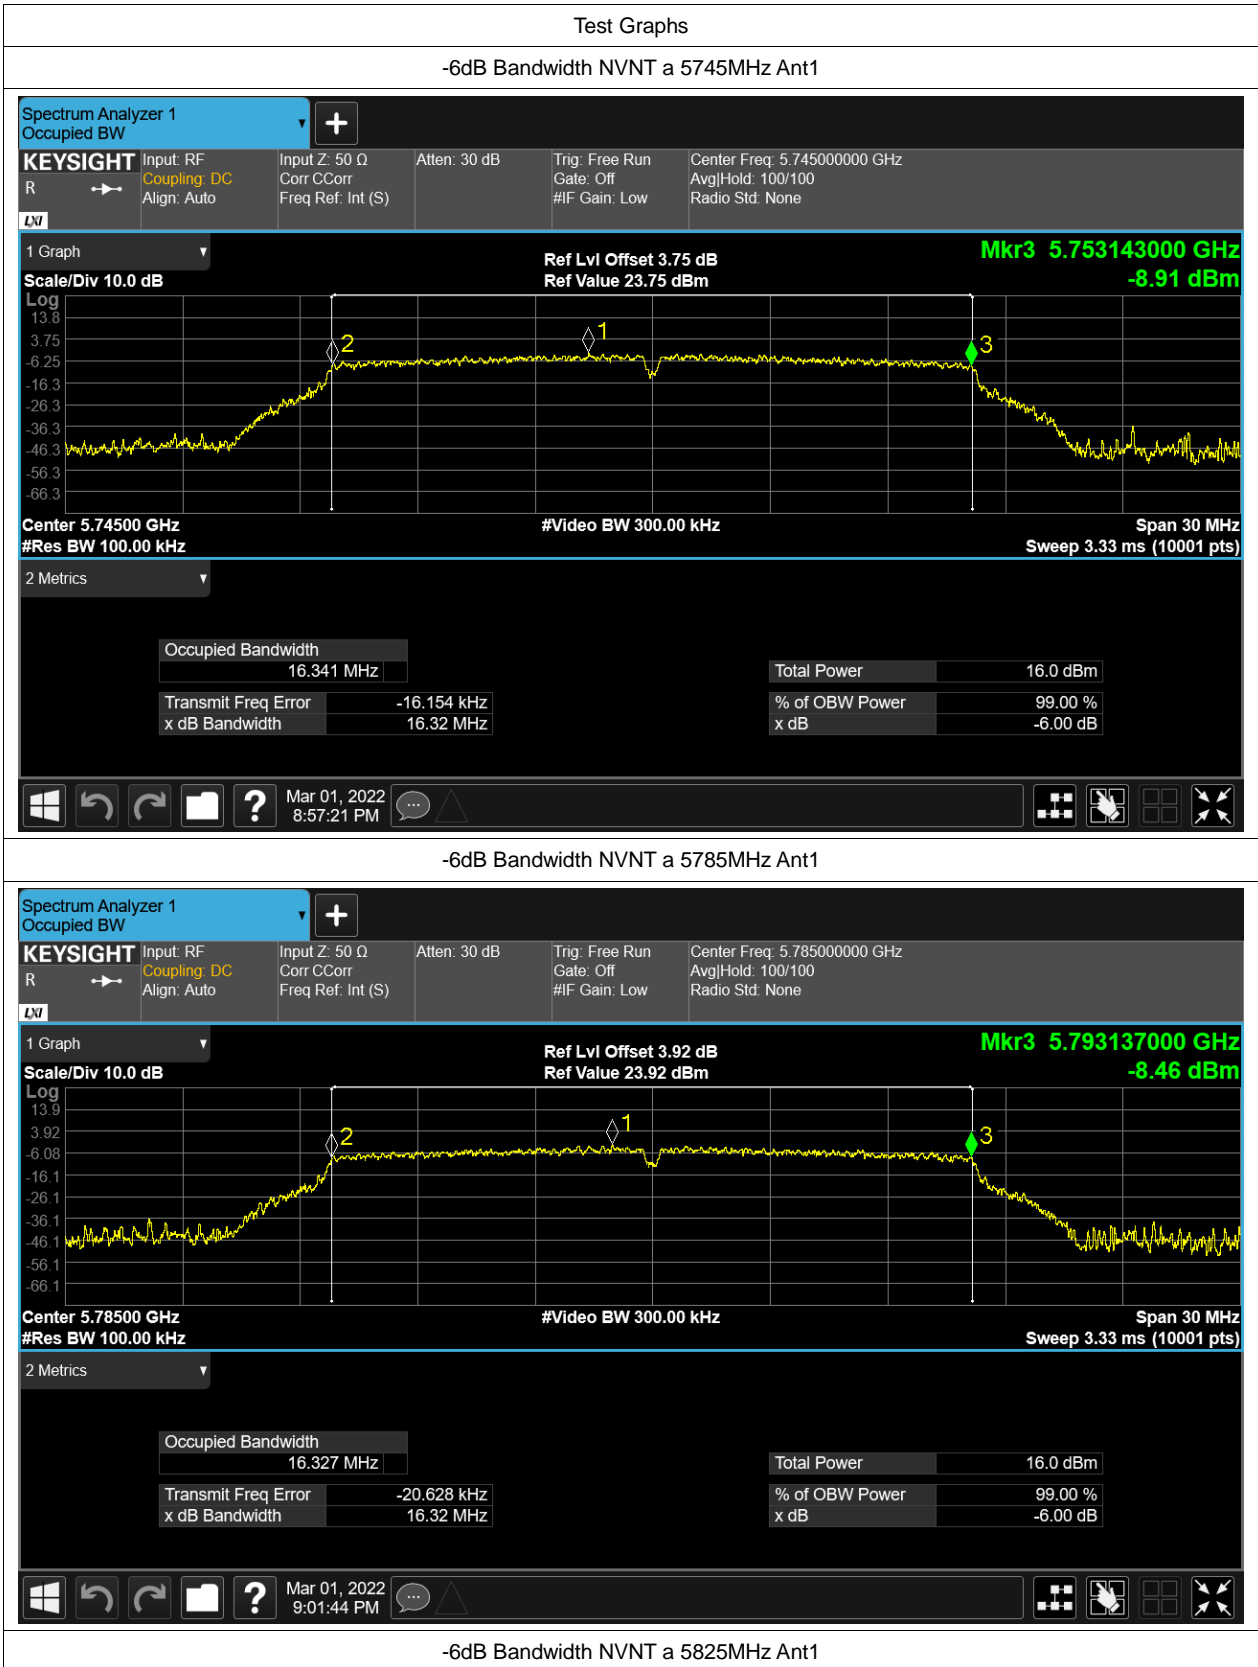 Test Graphs
-6dB Bandwidth NVNT a 5745MHz Ant1
Spectrum Analyzer 1
Occupied BW
KEYSIGHT Input: RF Input Z: 50 Ω Atten: 30 dB Trig: Free Run Center Freq: 5.745000000 GHz
R Coupling: DC Corr CCorr Gate: Off Avg|Hold: 100/100
Align: Auto Freq Ref: Int (S) #IF Gain: Low Radio Std: None
LXI
1 Graph Ref Lvl Offset 3.75 dB Mkr3 5.753143000 GHz
Scale/Div 10.0 dB Ref Value 23.75 dBm -8.91 dBm
Log
13.8
3.75
-6.25
-16.3
-26.3
-36.3
-46.3
-56.3
-66.3
2 1 3
Center 5.74500 GHz #Video BW 300.00 kHz Span 30 MHz
#Res BW 100.00 kHz Sweep 3.33 ms (10001 pts)
2 Metrics
Occupied Bandwidth
16.341 MHz Total Power 16.0 dBm
Transmit Freq Error -16.154 kHz % of OBW Power 99.00 %
x dB Bandwidth 16.32 MHz x dB -6.00 dB
? Mar 01, 2022
8:57:21 PM
-6dB Bandwidth NVNT a 5785MHz Ant1
Spectrum Analyzer 1
Occupied BW
KEYSIGHT Input: RF Input Z: 50 Ω Atten: 30 dB Trig: Free Run Center Freq: 5.785000000 GHz
R Coupling: DC Corr CCorr Gate: Off Avg|Hold: 100/100
Align: Auto Freq Ref: Int (S) #IF Gain: Low Radio Std: None
LXI
1 Graph Ref Lvl Offset 3.92 dB Mkr3 5.793137000 GHz
Scale/Div 10.0 dB Ref Value 23.92 dBm -8.46 dBm
Log
13.9
3.92
-6.08
-16.1
-26.1
-36.1
-46.1
-56.1
-66.1
2 1 3
Center 5.78500 GHz #Video BW 300.00 kHz Span 30 MHz
#Res BW 100.00 kHz Sweep 3.33 ms (10001 pts)
2 Metrics
Occupied Bandwidth
16.327 MHz Total Power 16.0 dBm
Transmit Freq Error -20.628 kHz % of OBW Power 99.00 %
x dB Bandwidth 16.32 MHz x dB -6.00 dB
? Mar 01, 2022
9:01:44 PM
-6dB Bandwidth NVNT a 5825MHz Ant1